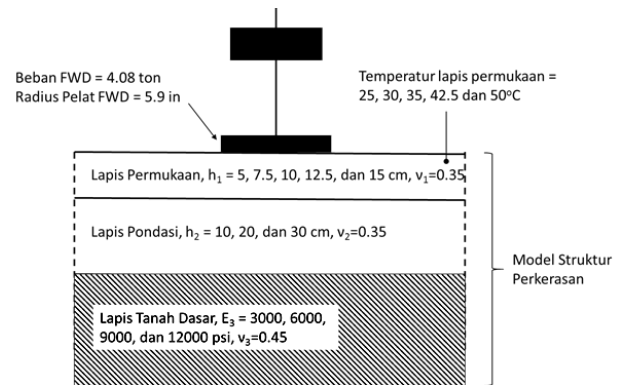 Beban FWD = 4.08 ton
Radius Pelat FWD = 5.9 in
Temperatur lapis permukaan =
25, 30, 35, 42.5 dan 50°C
Lapis Permukaan, h₁ = 5, 7.5, 10, 12.5, dan 15 cm, v₁=0.35
Lapis Pondasi, h₂ = 10, 20, dan 30 cm, v₂=0.35
Model Struktur
Perkerasan
Lapis Tanah Dasar, E₃ = 3000, 6000,
9000, dan 12000 psi, v₃=0.45